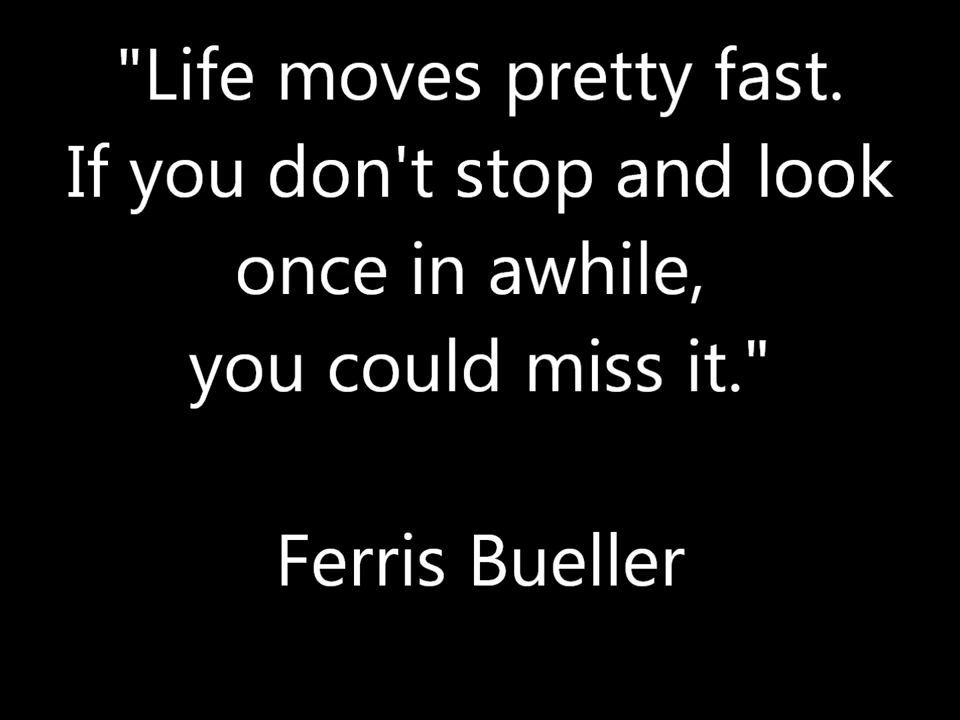 "Life moves pretty fast.
If you don't stop and look
once in awhile,
you could miss it."
Ferris Bueller